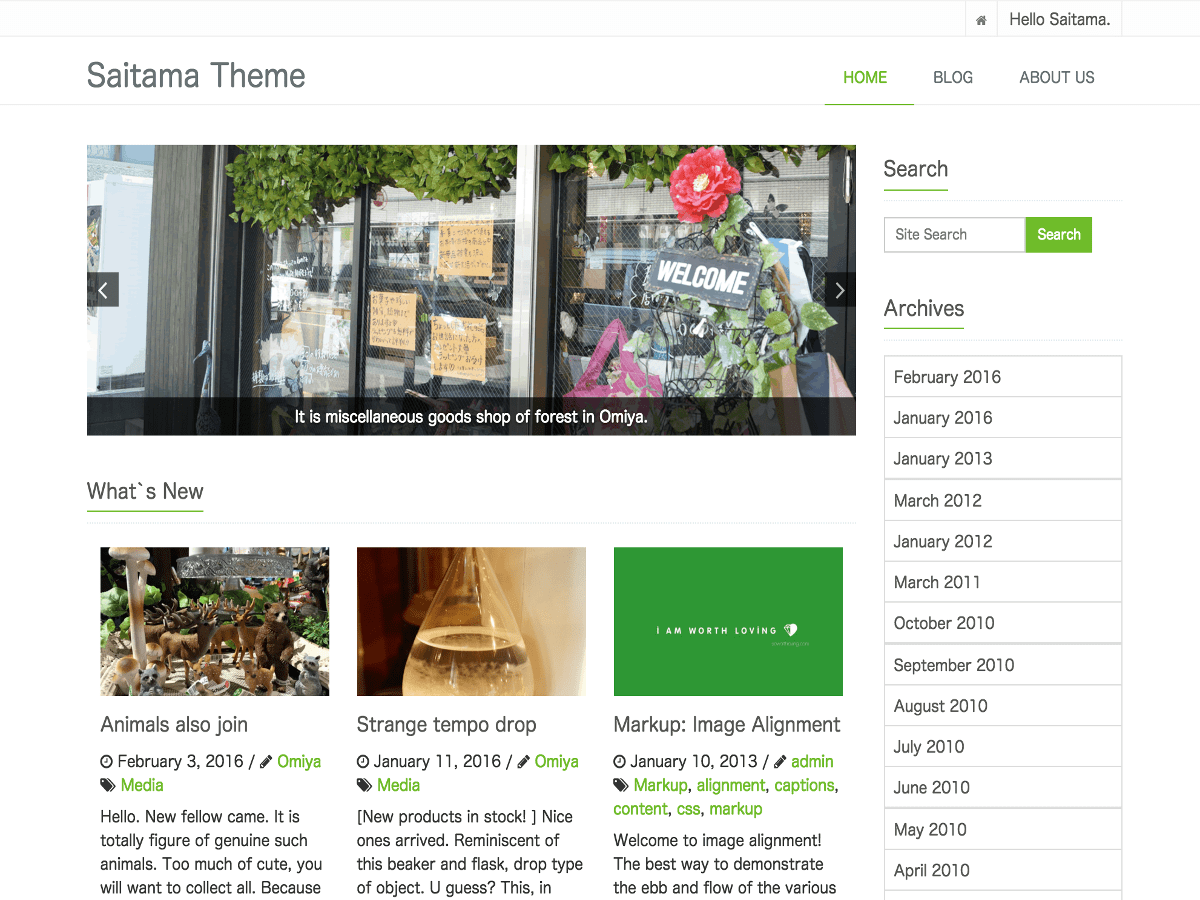 Hello Saitama.
Saitama Theme
HOME BLOG ABOUT US
WELCOME
It is miscellaneous goods shop of forest in Omiya.
Search
Site Search Search
Archives
February 2016
January 2016
January 2013
March 2012
January 2012
March 2011
October 2010
September 2010
August 2010
July 2010
June 2010
May 2010
April 2010
What`s New
I AM WORTH LOVING
Animals also join
February 3, 2016 / Omiya
Media
Hello. New fellow came. It is
totally figure of genuine such
animals. Too much of cute, you
will want to collect all. Because
Strange tempo drop
January 11, 2016 / Omiya
Media
[New products in stock! ] Nice
ones arrived. Reminiscent of
this beaker and flask, drop type
of object. U guess? This, in
Markup: Image Alignment
January 10, 2013 / admin
Markup, alignment, captions,
content, css, markup
Welcome to image alignment!
The best way to demonstrate
the ebb and flow of the various